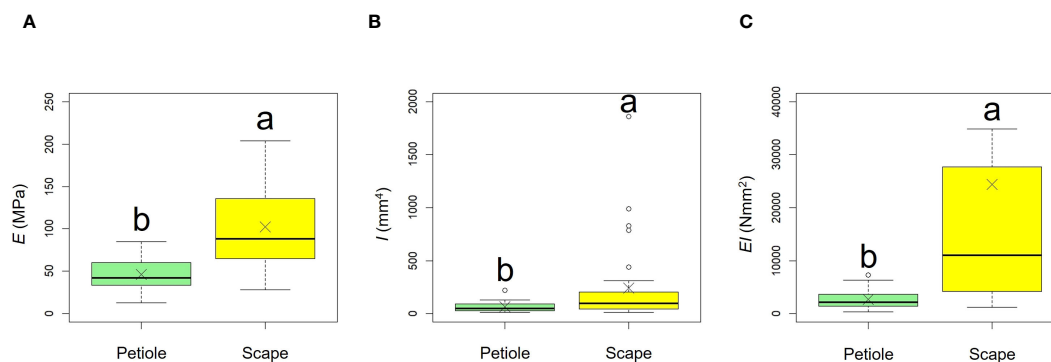 A
B
C
E (MPa)
250
200
150
100
50
0
b
a
Petiole
Scape
I (mm⁴)
2000
1500
1000
500
0
b
a
Petiole
Scape
EI (Nmm²)
40000
30000
20000
10000
0
b
a
Petiole
Scape